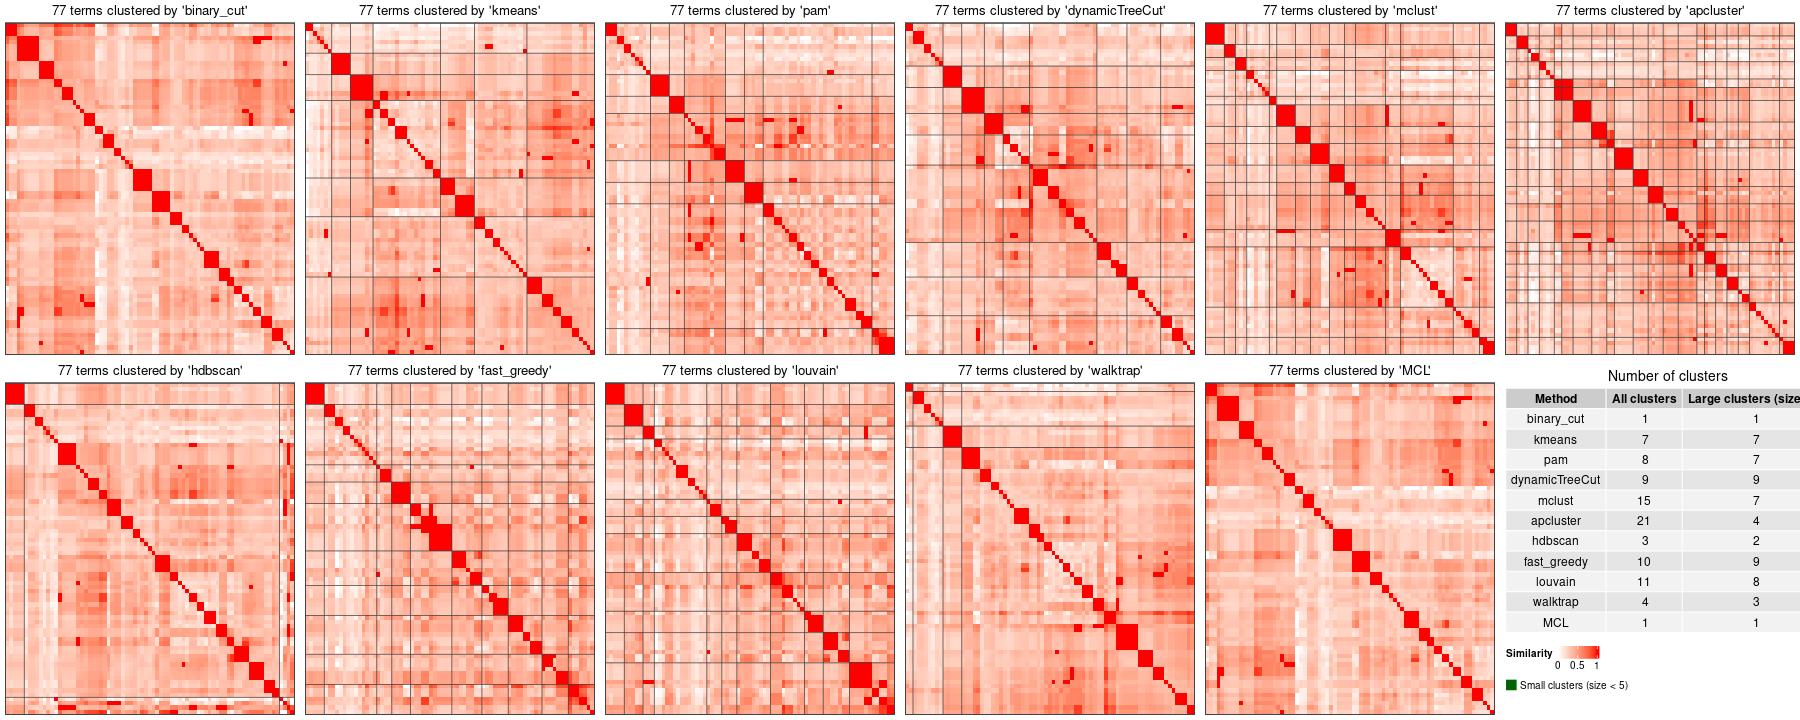 77 terms clustered by 'binary_cut'
77 terms clustered by 'kmeans'
77 terms clustered by 'pam'
77 terms clustered by 'dynamicTreeCut'
77 terms clustered by 'mclust'
77 terms clustered by 'apcluster'
77 terms clustered by 'hdbscan'
77 terms clustered by 'fast_greedy'
77 terms clustered by 'louvain'
77 terms clustered by 'walktrap'
77 terms clustered by 'MCL'
Number of clusters
Method All clusters Large clusters (size
binary_cut 1 1
kmeans 7 7
pam 8 7
dynamicTreeCut 9 9
mclust 15 7
apcluster 21 4
hdbscan 3 2
fast_greedy 10 9
louvain 11 8
walktrap 4 3
MCL 1 1
Similarity
0 0.5 1
Small clusters (size < 5)